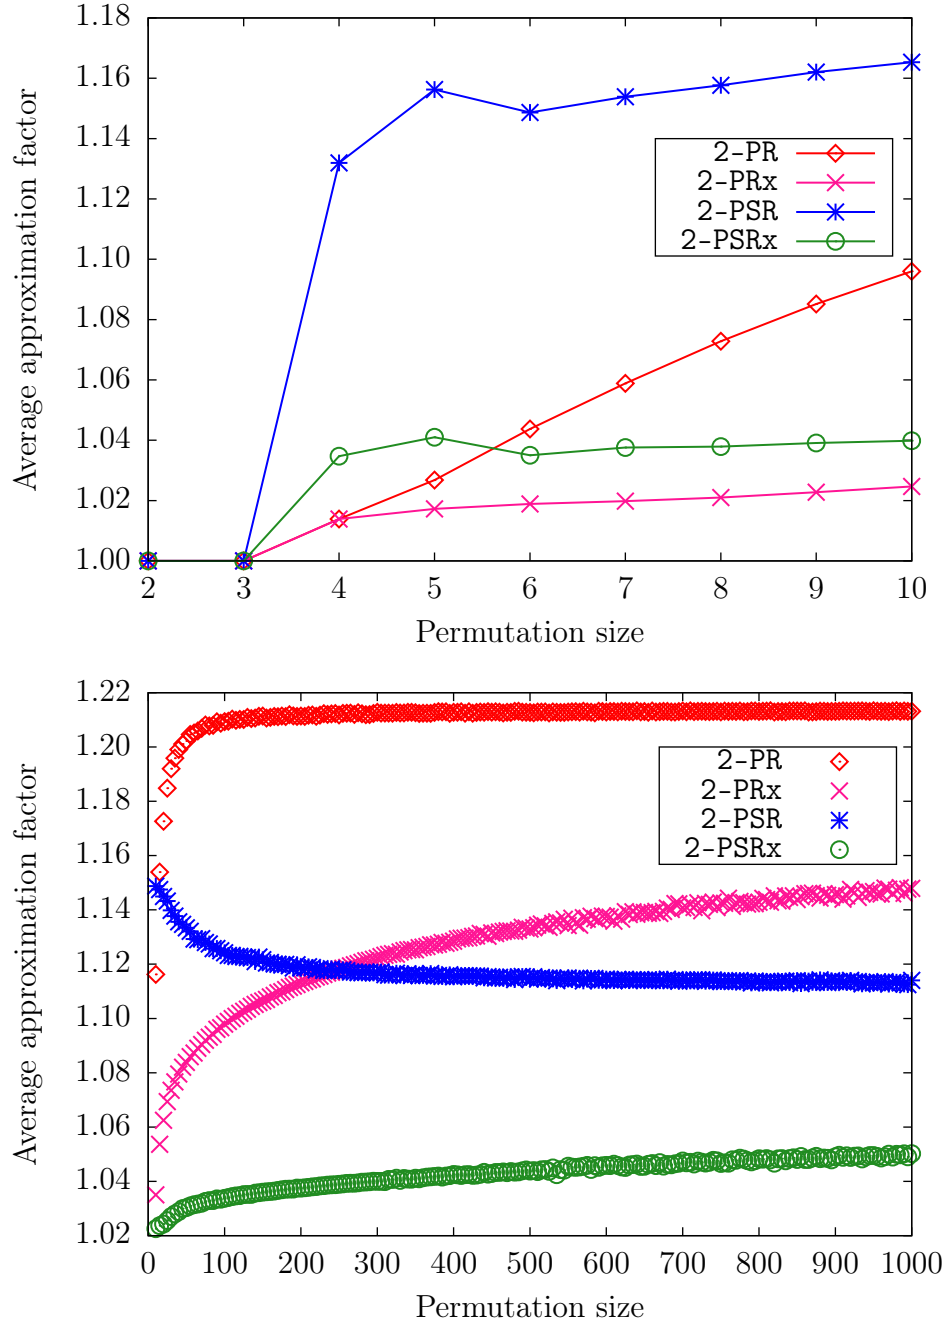 1.18
1.16
1.14
1.12
1.10
1.08
1.06
1.04
1.02
1.00
Average approximation factor
2-PR
2-PRx
2-PSR
2-PSRx
2 3 4 5 6 7 8 9 10
Permutation size
1.22
1.20
1.18
1.16
1.14
1.12
1.10
1.08
1.06
1.04
1.02
Average approximation factor
2-PR
2-PRx
2-PSR
2-PSRx
0 100 200 300 400 500 600 700 800 900 1000
Permutation size